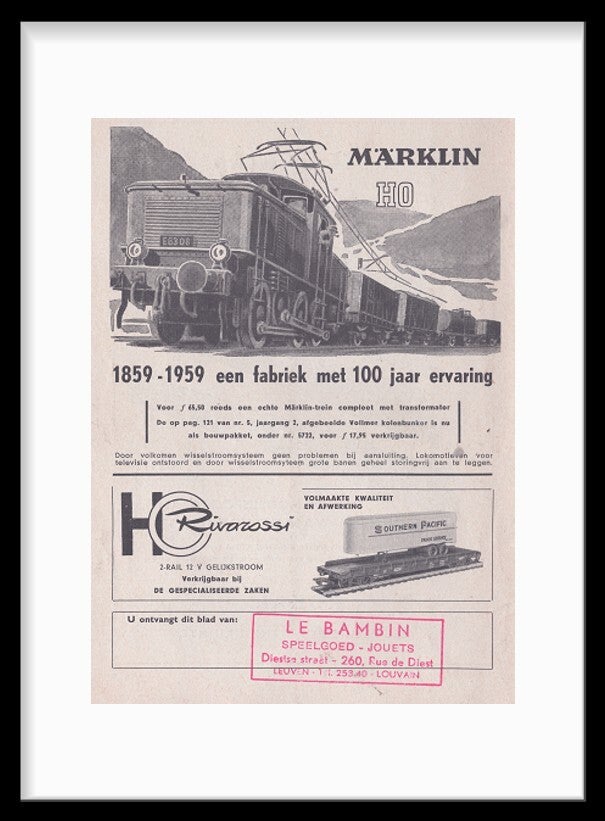 MÄRKLIN
HO
E63 06
1859 - 1959 een fabriek met 100 jaar ervaring
Voor ƒ 65,50 reeds een echte Märklin-trein compleet met transformator
De op pag. 121 van nr. 5, jaargang 2, afgebeelde Vollmer kolenbunker is nu
als bouwpakket, onder nr. 5722, voor ƒ 17,95 verkrijgbaar.
Door volkomen wisselstroomsysteem geen problemen bij aansluiting. Lokomotieven voor
televisie ontstoord en door wisselstroomsysteem grote banen geheel storingvrij aan te leggen.
HO Rivarossi
2-RAIL 12 V GELIJKSTROOM
Verkrijgbaar bij
DE GESPECIALISEERDE ZAKEN
VOLMAAKTE KWALITEIT
EN AFWERKING
SOUTHERN PACIFIC
U ontvangt dit blad van:
LE BAMBIN
SPEELGOED - JOUETS
Diestse straat - 260, Rue de Diest
LEUVEN - T l. 253.40 - LOUVAIN